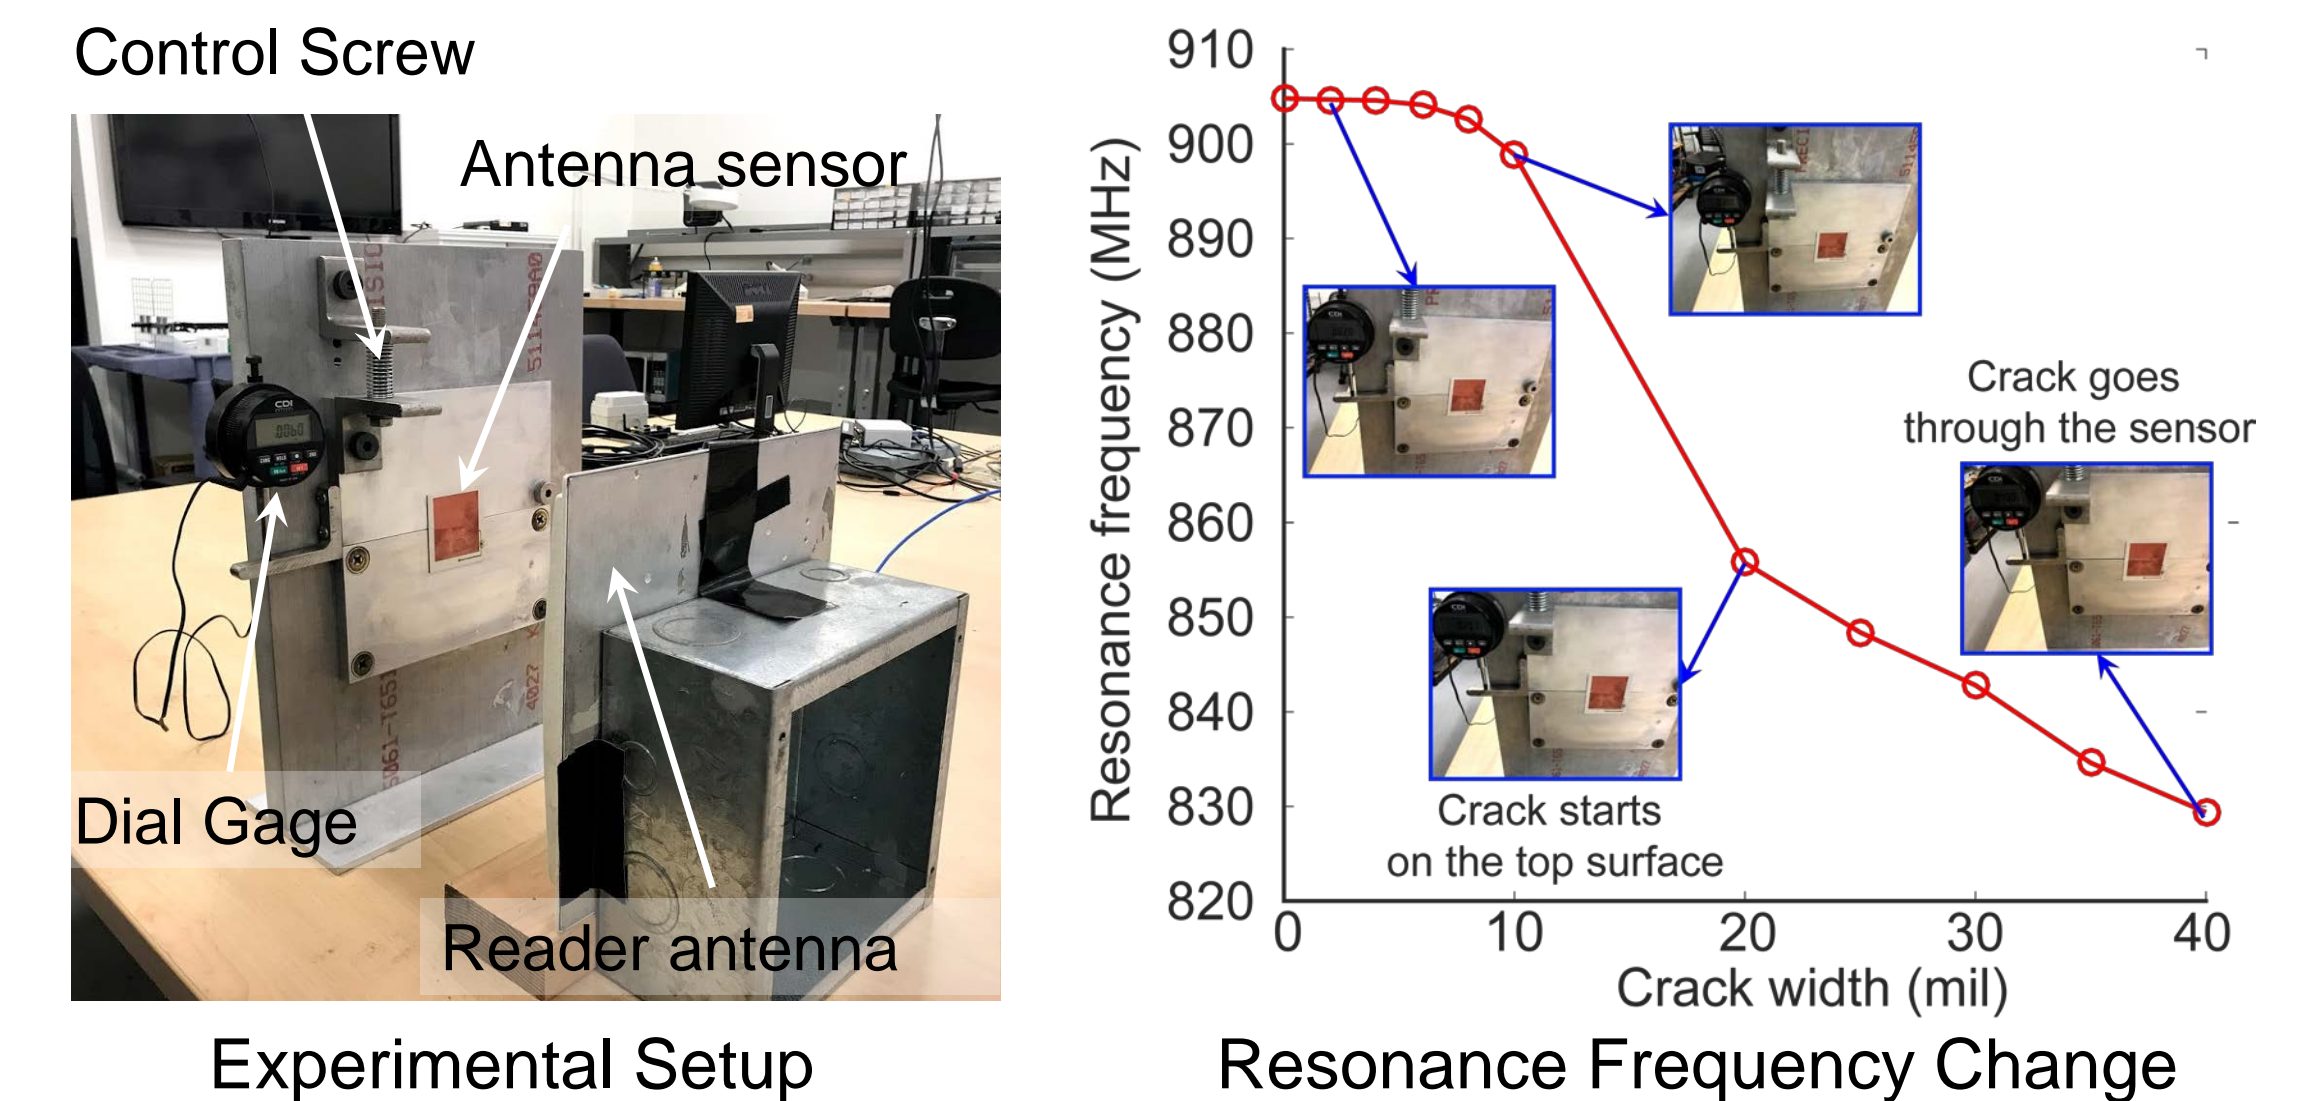 Control Screw
Antenna sensor
CDI
Dial Gage
Reader antenna
Experimental Setup
910
900
890
880
870
860
850
840
830
820
Resonance frequency (MHz)
0
10
20
30
40
Crack width (mil)
Crack goes
through the sensor
Crack starts
on the top surface
Resonance Frequency Change